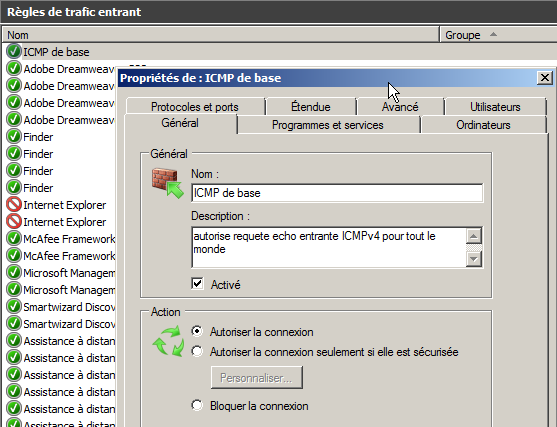 Règles de trafic entrant
Nom
Groupe
ICMP de base
Adobe Dreamweav
Adobe Dreamweav
Adobe Dreamweav
Adobe Dreamweav
Finder
Finder
Finder
Finder
Internet Explorer
Internet Explorer
McAfee Framework
McAfee Framework
Microsoft Managem
Smartwizard Discov
Smartwizard Discov
Assistance à distan
Assistance à distan
Assistance à distan
Assistance à distan
Assistance à distan
Assistance à distan
Propriétés de : ICMP de base
Protocoles et ports
Étendue
Avancé
Utilisateurs
Général
Programmes et services
Ordinateurs
Général
Nom :
ICMP de base
Description :
autorise requete echo entrante ICMPv4 pour tout le
monde
Activé
Action
Autoriser la connexion
Autoriser la connexion seulement si elle est sécurisée
Personnaliser...
Bloquer la connexion